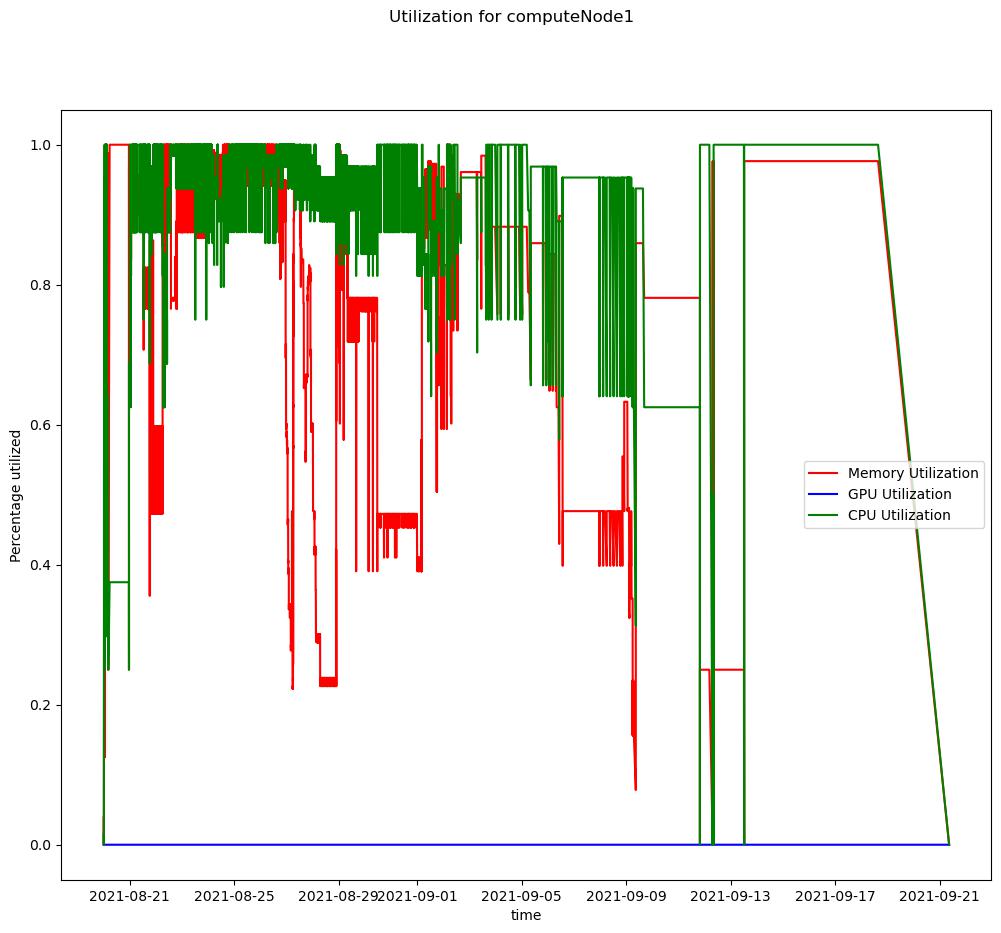 Utilization for computeNode1
1.0
0.8
0.6
0.4
0.2
0.0
Percentage utilized
Memory Utilization
GPU Utilization
CPU Utilization
2021-08-21 2021-08-25 2021-08-29 2021-09-01 2021-09-05 2021-09-09 2021-09-13 2021-09-17 2021-09-21
time